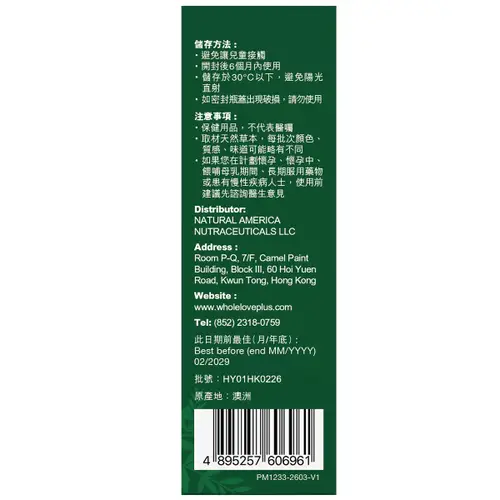 儲存方法：
・避免讓兒童接觸
・開封後6個月內使用
・儲存於30°C以下，避免陽光
直射
・如密封瓶蓋出現破損，請勿使用
注意事項：
・保健用品，不代表醫囑
・取材天然草本，每批次顏色、
質感、味道可能略有不同
・如果您在計劃懷孕、懷孕中、
餵哺母乳期間、長期服用藥物
或患有慢性疾病人士，使用前
建議先諮詢醫生意見
Distributor:
NATURAL AMERICA
NUTRACEUTICALS LLC
Address :
Room P-Q, 7/F, Camel Paint
Building, Block III, 60 Hoi Yuen
Road, Kwun Tong, Hong Kong
Website :
www.wholeloveplus.com
Tel: (852) 2318-0759
此日期前最佳(月/年底)：
Best before (end MM/YYYY)
02/2029
批號：HY01HK0226
原產地：澳洲
4 895257 606961
PM1233-2603-V1